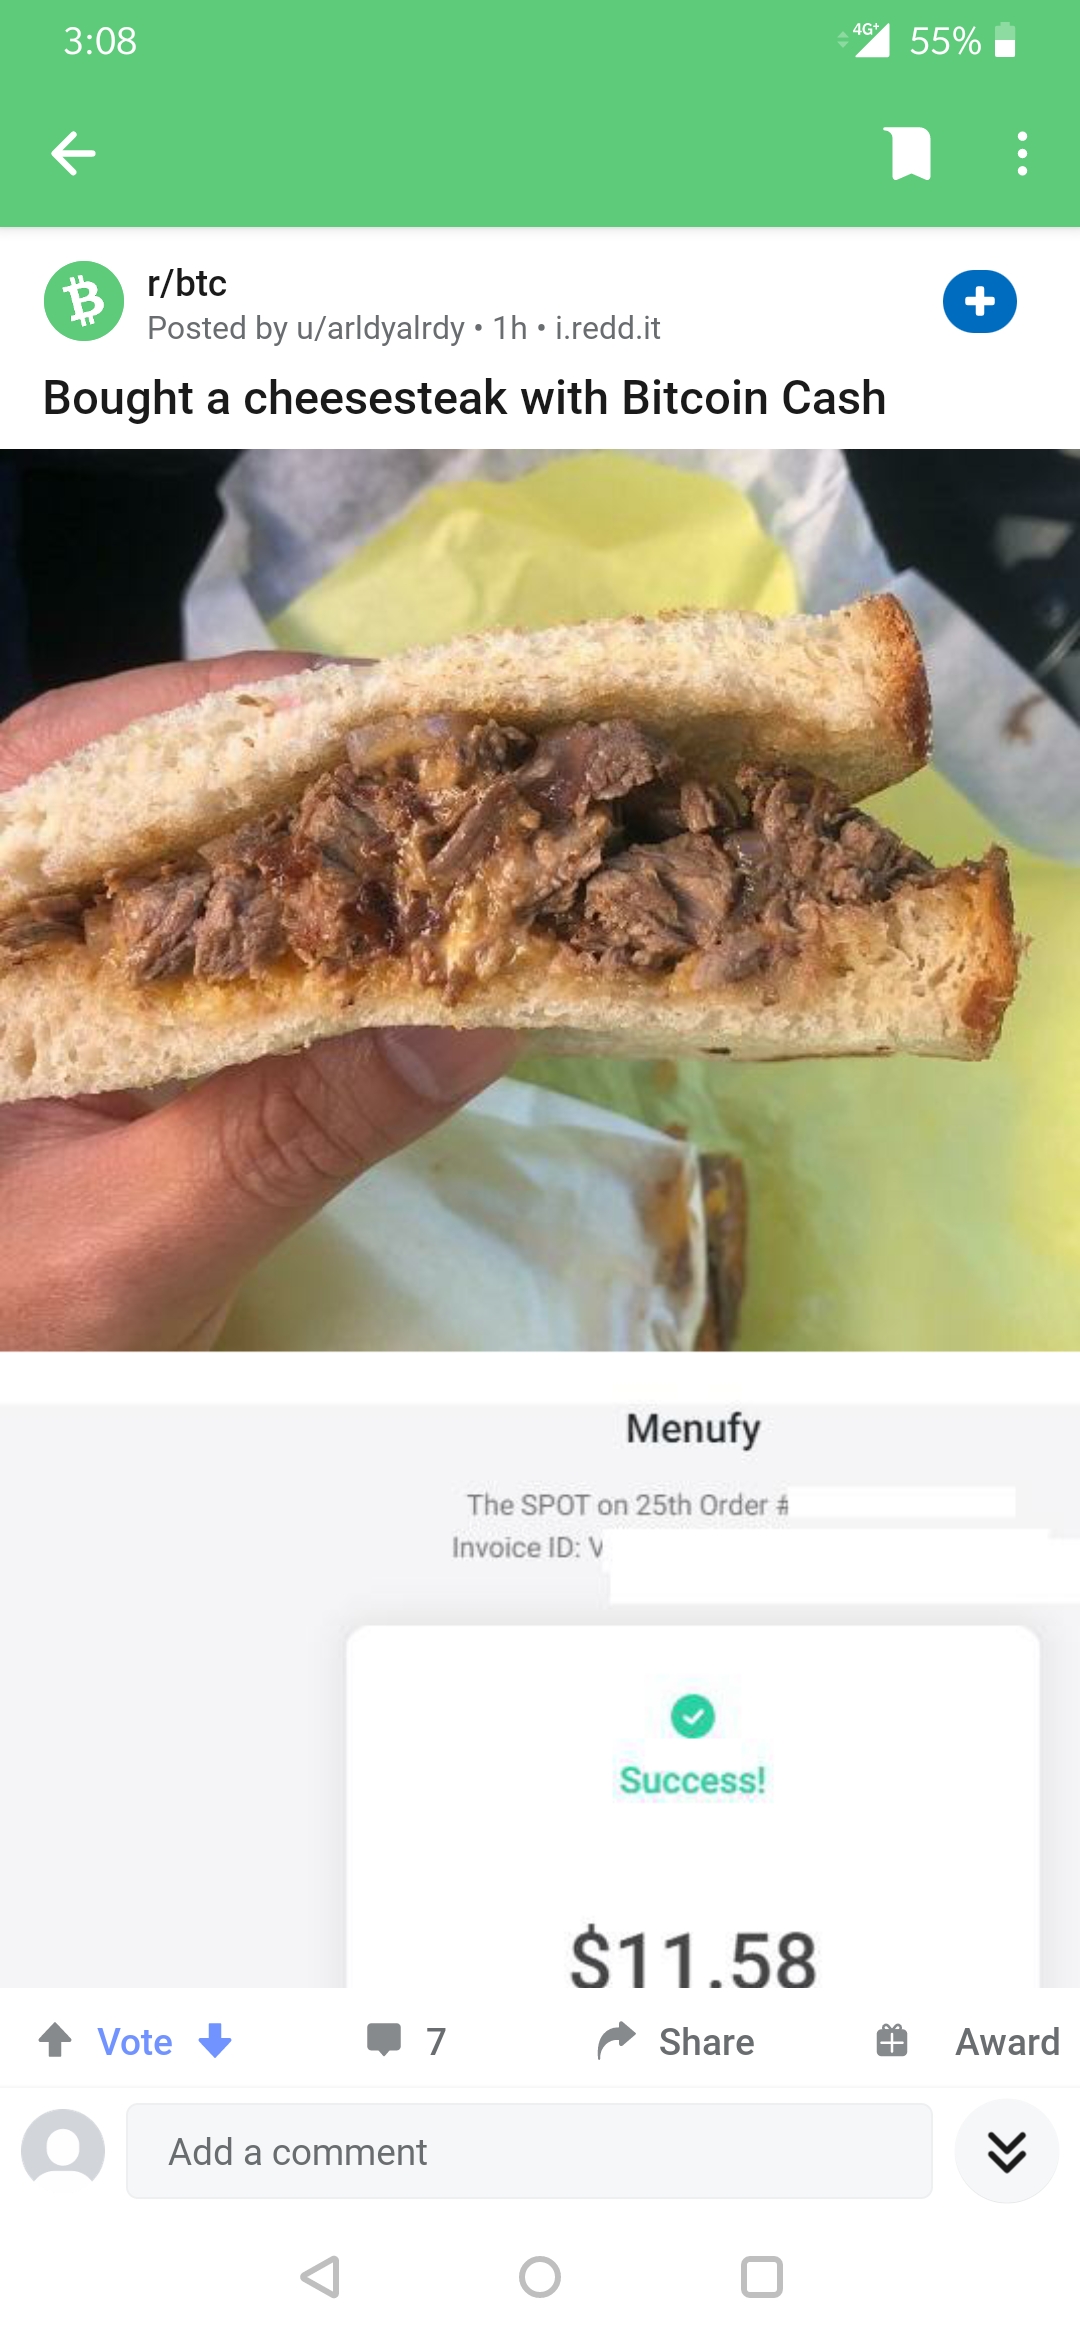 3:08
4G+ 55%
r/btc
Posted by u/arldyalrdy • 1h • i.redd.it
Bought a cheesesteak with Bitcoin Cash
Menufy
The SPOT on 25th Order #
Invoice ID: V
Success!
$11.58
Vote 7 Share Award
Add a comment